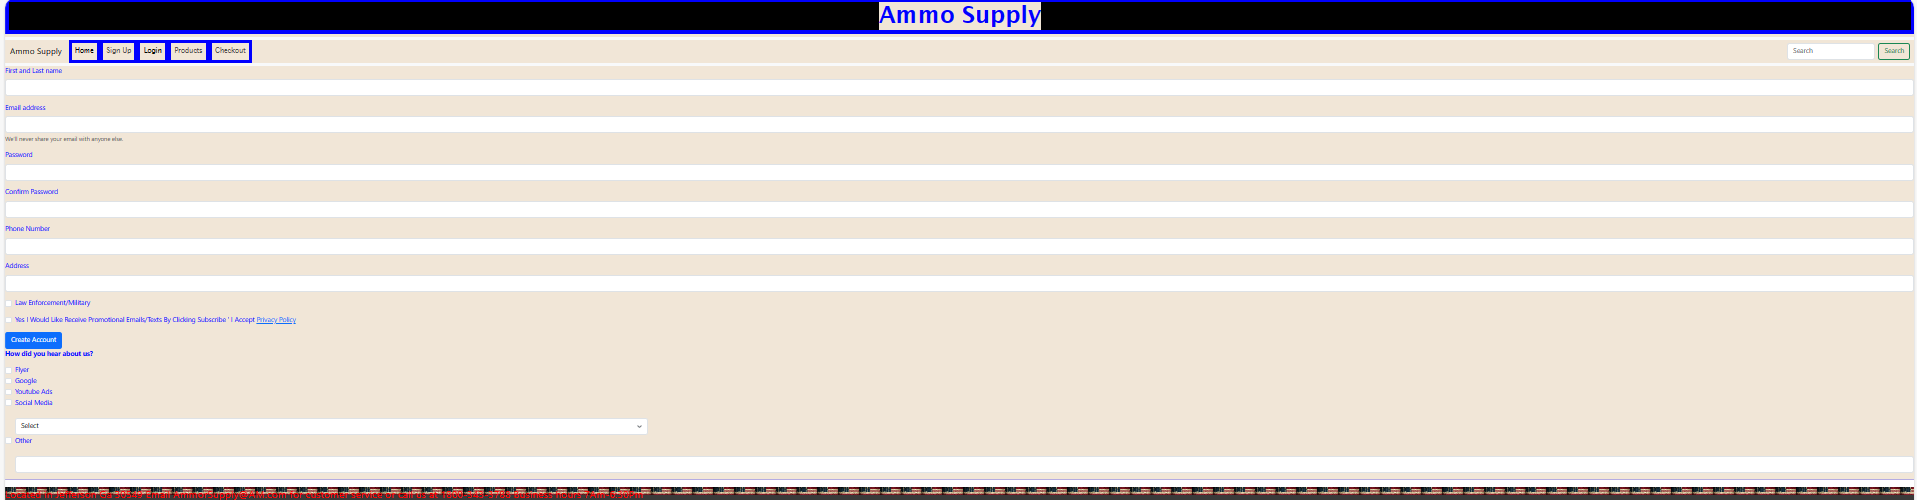 Ammo Supply
Ammo Supply Home Sign Up Login Products Checkout Search Search
First and Last name
Email address
We'll never share your email with anyone else.
Password
Confirm Password
Phone Number
Address
Law Enforcement/Military
Yes I Would Like Receive Promotional Emails/Texts By Clicking Subscribe ' I Accept Privacy Policy
Create Account
How did you hear about us?
Flyer
Google
Youtube Ads
Social Media
Select
Other